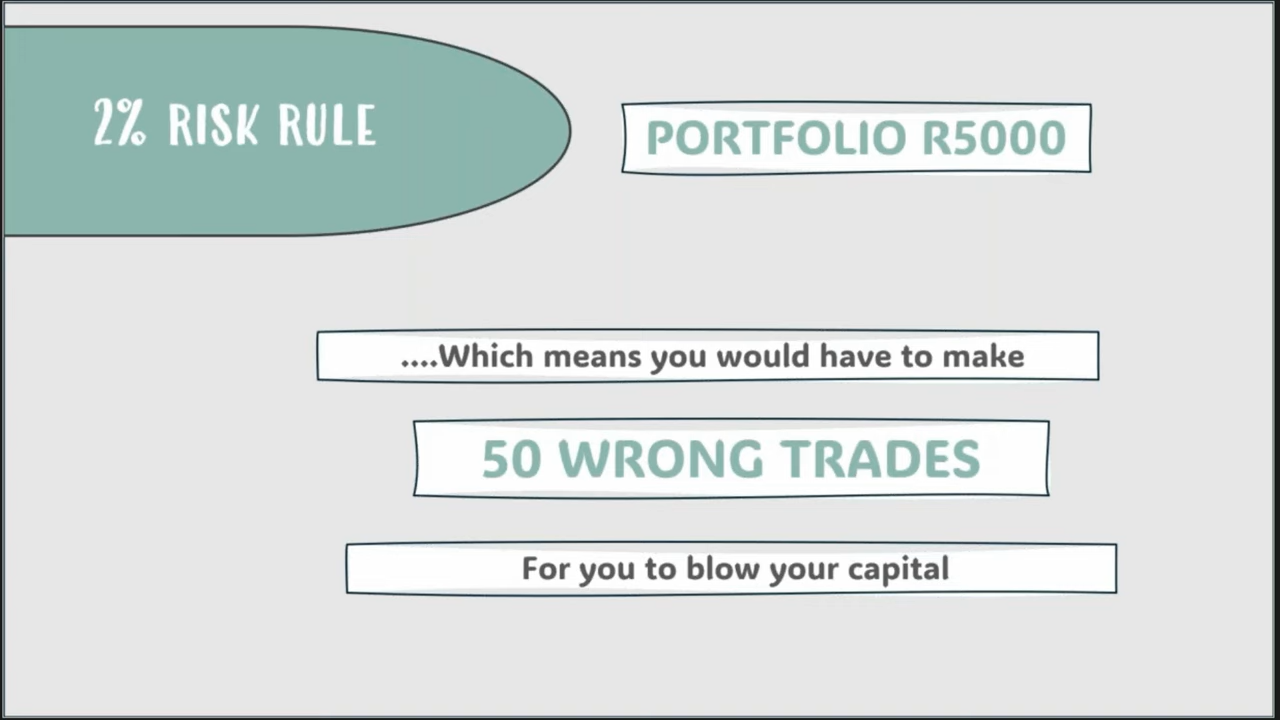 2% RISK RULE
PORTFOLIO R5000
....Which means you would have to make
50 WRONG TRADES
For you to blow your capital